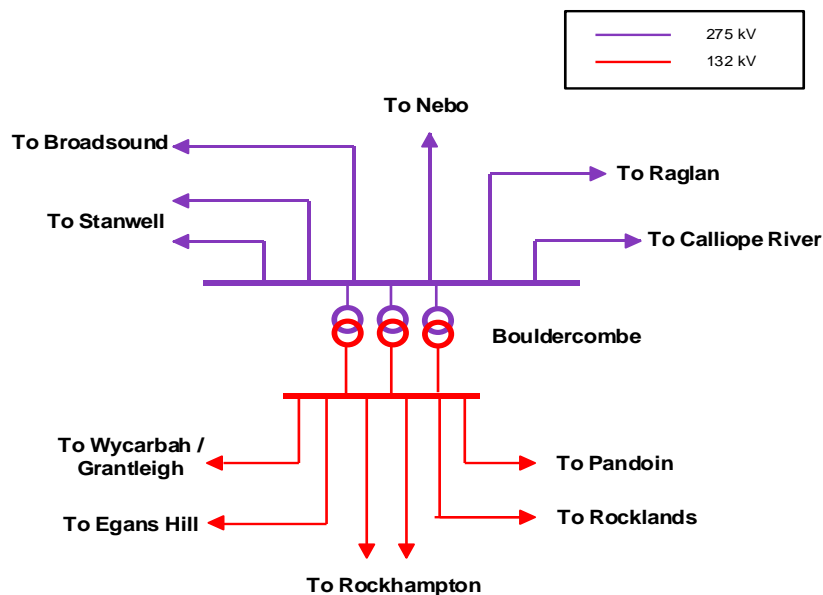 275 kV
132 kV
To Nebo
To Broadsound
To Raglan
To Stanwell
To Calliope River
Bouldercombe
To Wycarbah /
Grantleigh
To Pandoin
To Egans Hill
To Rocklands
To Rockhampton